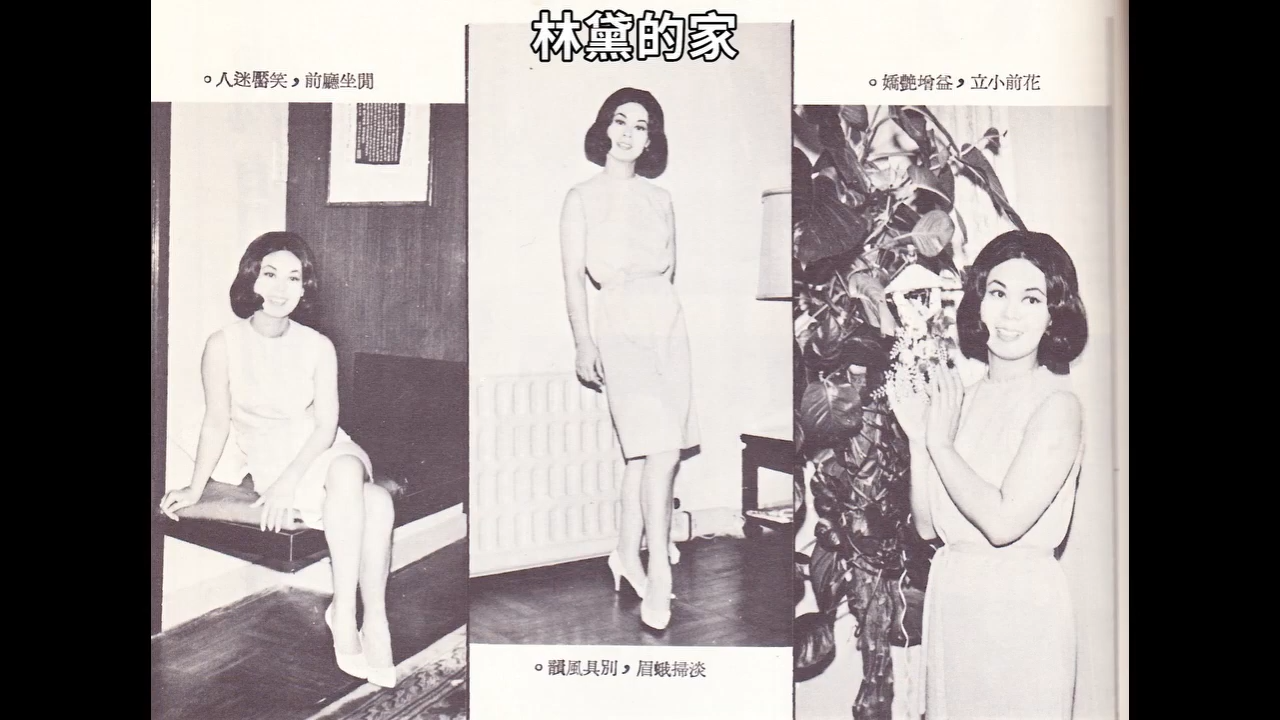 林黛的家
花前小立，益增艷嬌。
閒坐廳前，笑靨迷人。
淡掃蛾眉，別具風韻。